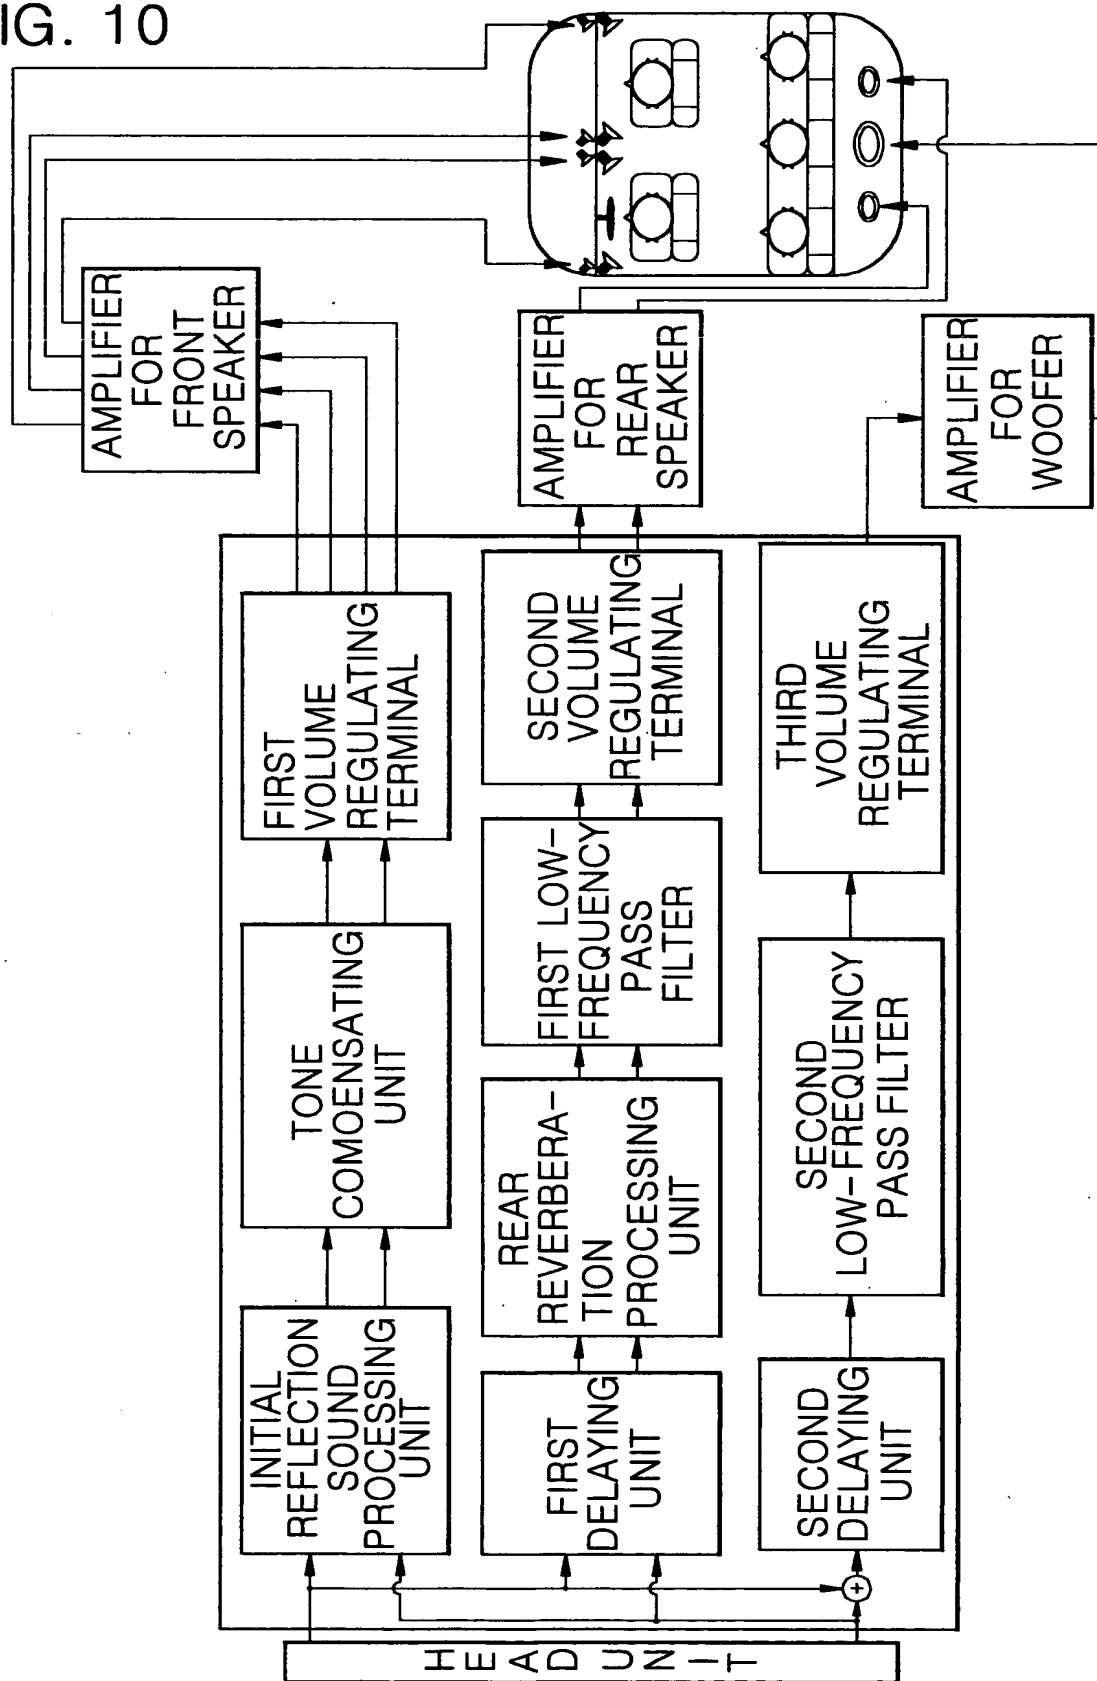 IG. 10
HEAD UNIT
INITIAL
REFLECTION
SOUND
PROCESSING
UNIT
TONE
COMOENSATING
UNIT
FIRST
VOLUME
REGULATING
TERMINAL
AMPLIFIER
FOR
FRONT
SPEAKER
FIRST
DELAYING
UNIT
REAR
REVERBERA-
TION
PROCESSING
UNIT
FIRST LOW-
FREQUENCY
PASS
FILTER
SECOND
VOLUME
REGULATING
TERMINAL
AMPLIFIER
FOR
REAR
SPEAKER
+
SECOND
DELAYING
UNIT
SECOND
LOW-FREQUENCY
PASS FILTER
THIRD
VOLUME
REGULATING
TERMINAL
AMPLIFIER
FOR
WOOFER